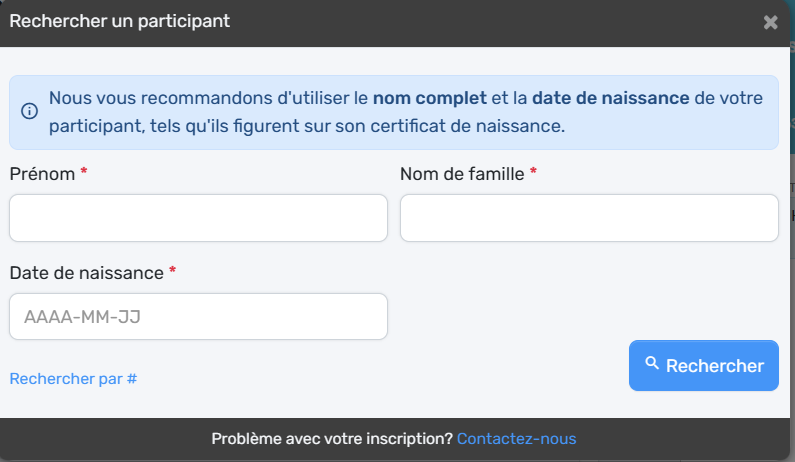 Rechercher un participant
Nous vous recommandons d'utiliser le nom complet et la date de naissance de votre
participant, tels qu'ils figurent sur son certificat de naissance.
Prénom *
Nom de famille *
Date de naissance *
AAAA-MM-JJ
Rechercher par #
Rechercher
Problème avec votre inscription? Contactez-nous